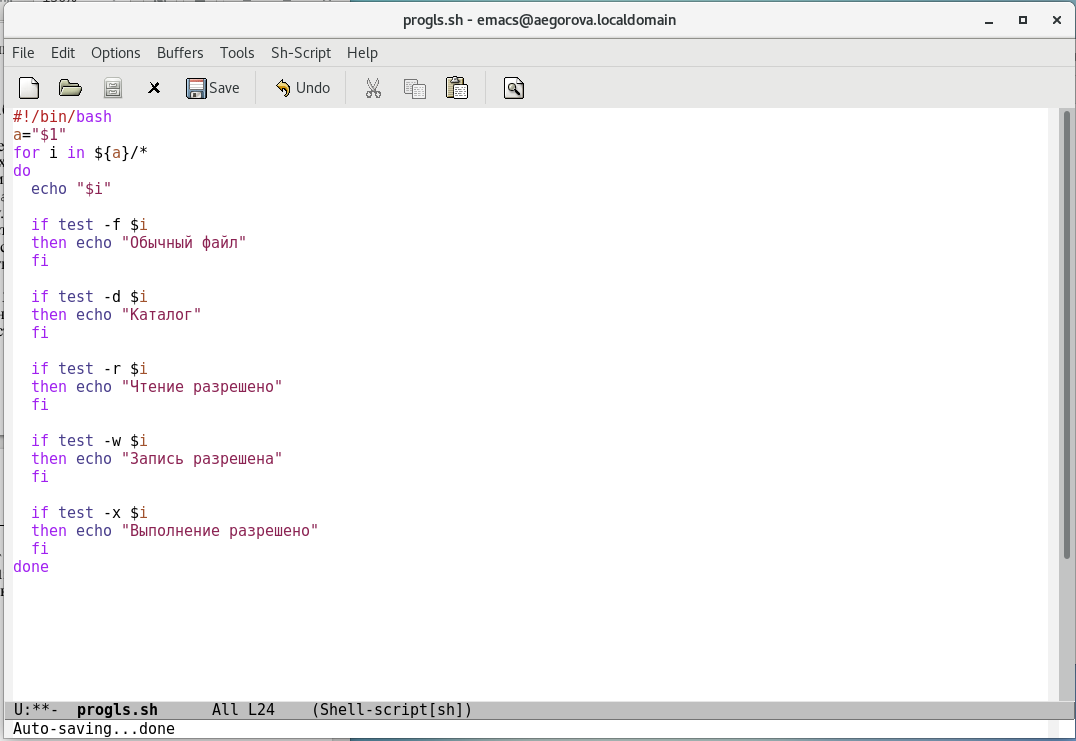 progls.sh - emacs@aegorova.localdomain
File Edit Options Buffers Tools Sh-Script Help
Save Undo
#!/bin/bash
a="$1"
for i in ${a}/*
do
  echo "$i"

  if test -f $i
  then echo "Обычный файл"
  fi

  if test -d $i
  then echo "Каталог"
  fi

  if test -r $i
  then echo "Чтение разрешено"
  fi

  if test -w $i
  then echo "Запись разрешена"
  fi

  if test -x $i
  then echo "Выполнение разрешено"
  fi
done
U:**-  progls.sh      All L24    (Shell-script[sh])
Auto-saving...done